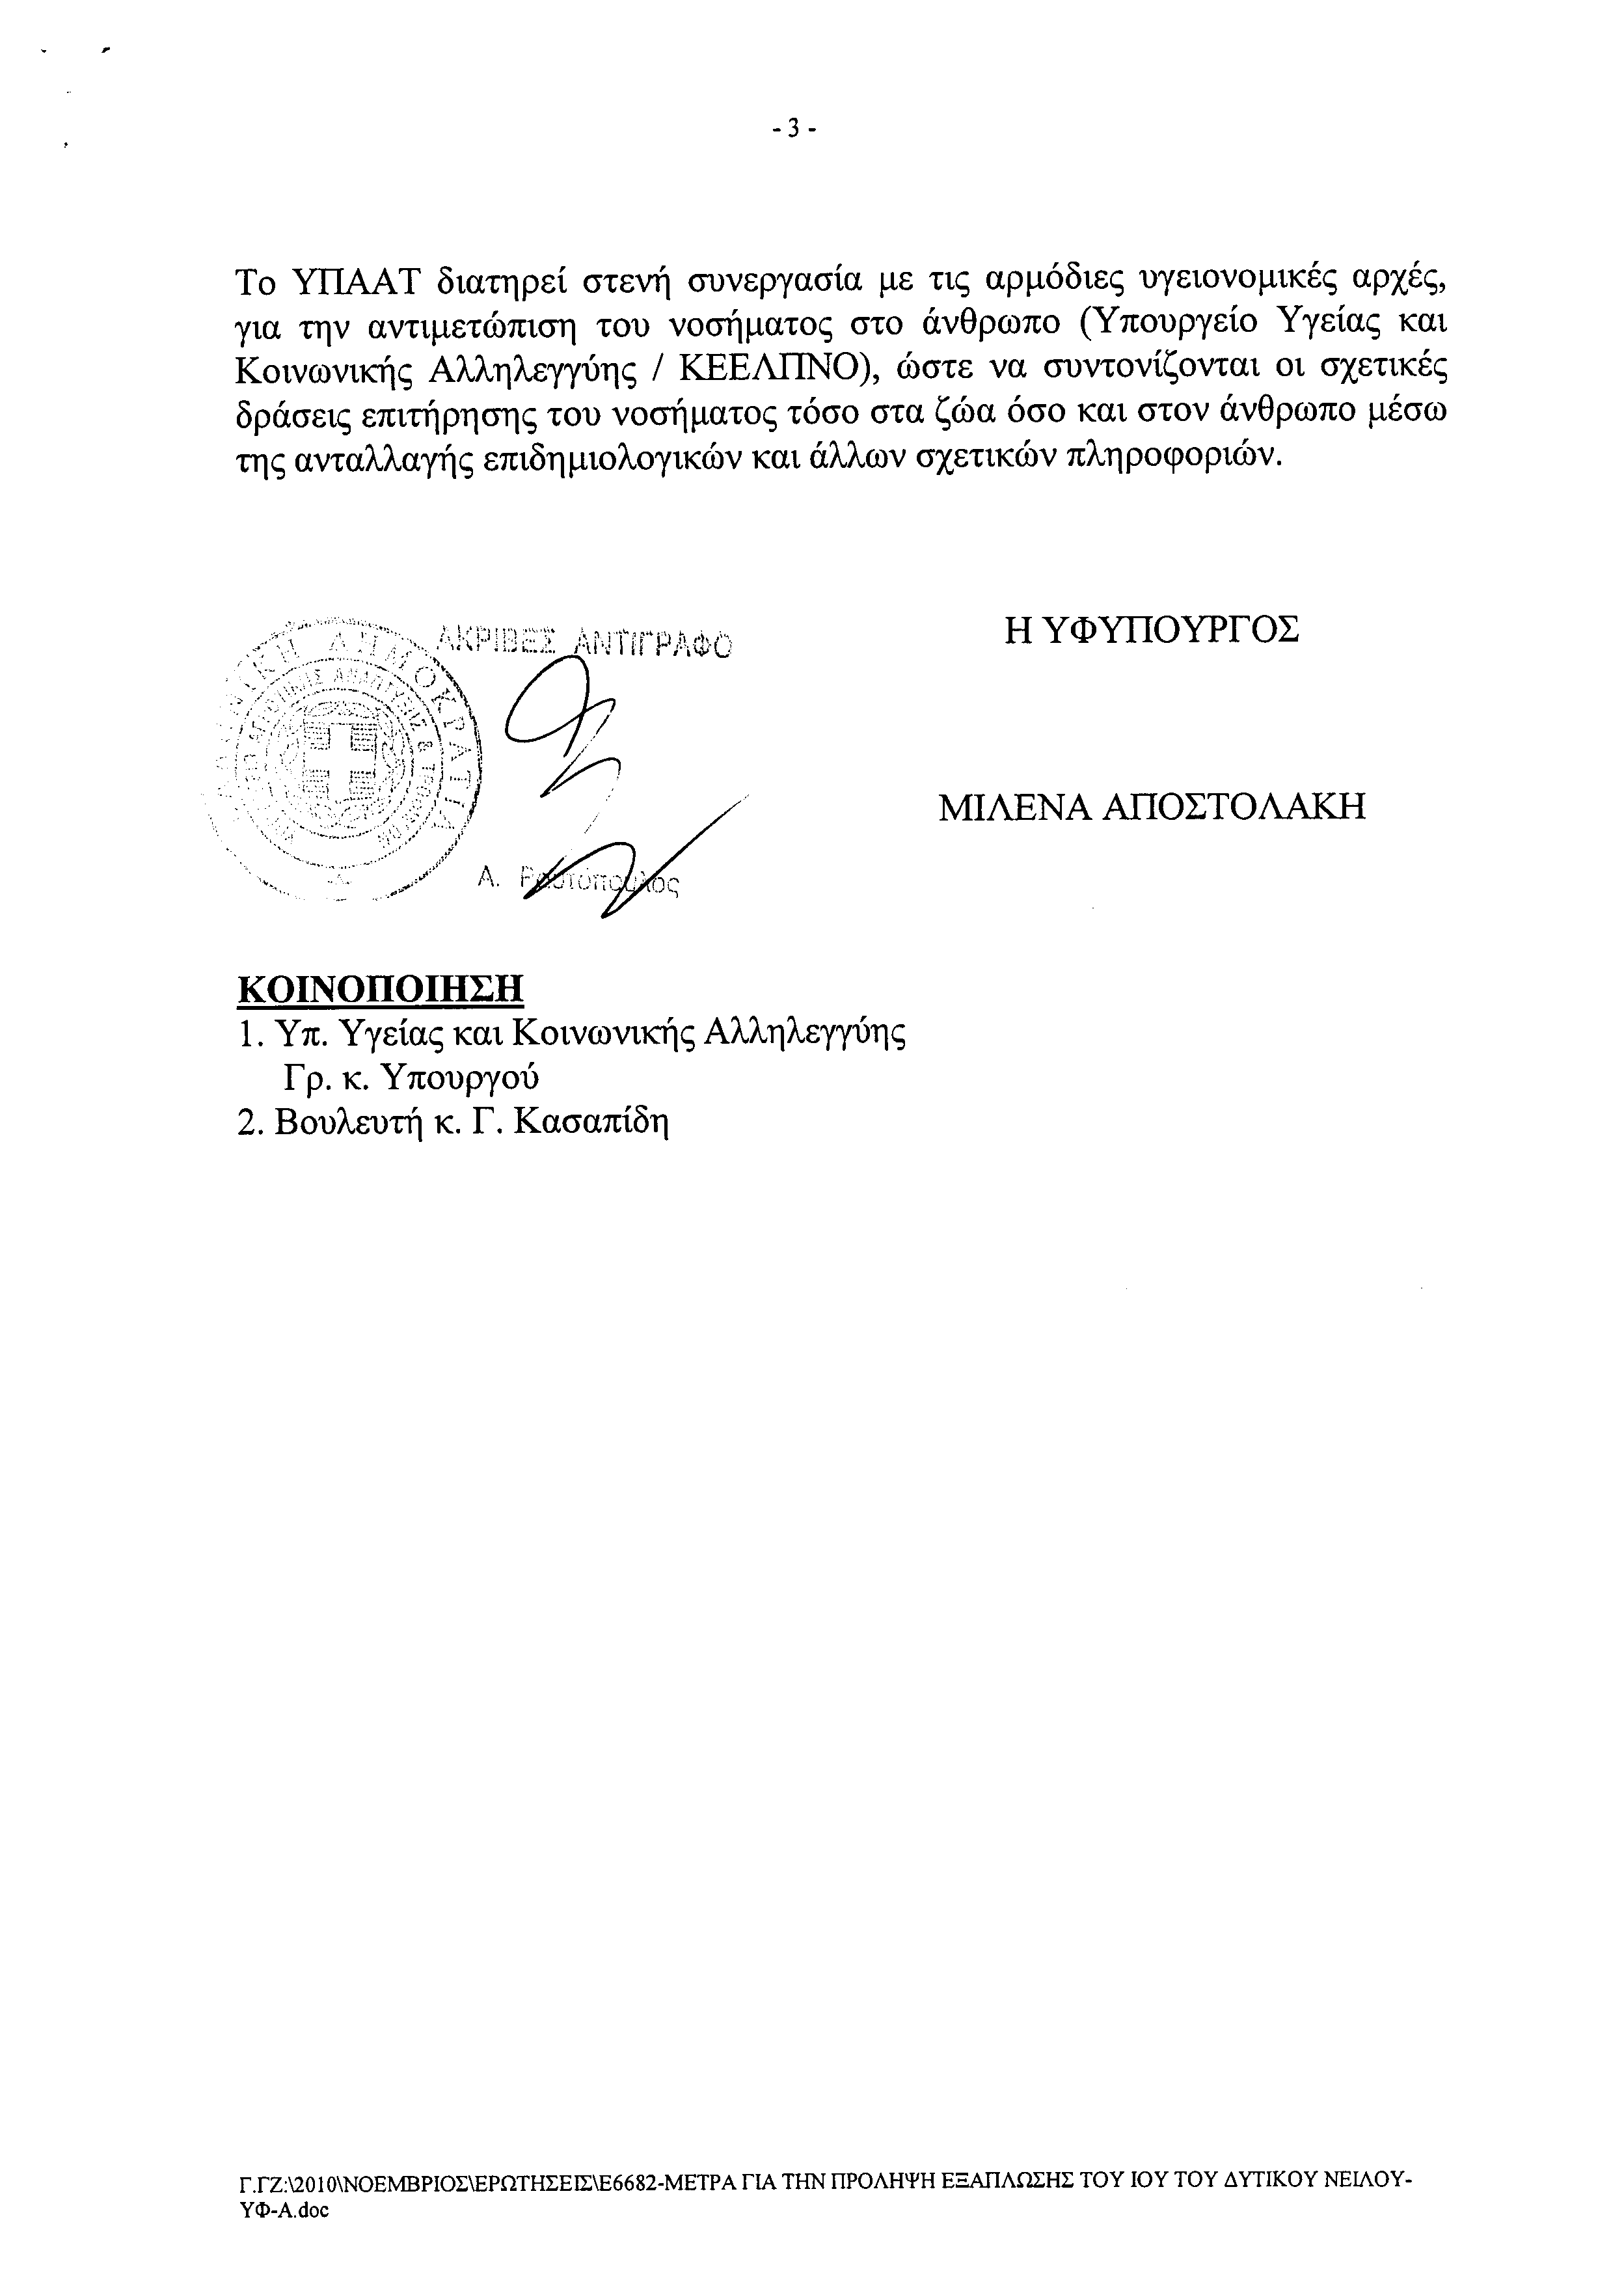 - 3 -
Το ΥΠΑΑΤ διατηρεί στενή συνεργασία με τις αρμόδιες υγειονομικές αρχές,
για την αντιμετώπιση του νοσήματος στο άνθρωπο (Υπουργείο Υγείας και
Κοινωνικής Αλληλεγγύης / ΚΕΕΛΠΝΟ), ώστε να συντονίζονται οι σχετικές
δράσεις επιτήρησης του νοσήματος τόσο στα ζώα όσο και στον άνθρωπο μέσω
της ανταλλαγής επιδημιολογικών και άλλων σχετικών πληροφοριών.
ΑΚΡΙΒΕΣ ΑΝΤΙΓΡΑΦΟ
Η ΥΦΥΠΟΥΡΓΟΣ
ΔΗΜΟΚΡΑΤΙΑ
ΜΙΛΕΝΑ ΑΠΟΣΤΟΛΑΚΗ
Α.
ΚΟΙΝΟΠΟΙΗΣΗ
1. Υπ. Υγείας και Κοινωνικής Αλληλεγγύης
Γρ. κ. Υπουργού
2. Βουλευτή κ. Γ. Κασαπίδη
Γ.ΓΖ:\2010\ΝΟΕΜΒΡΙΟΣ\ΕΡΩΤΗΣΕΙΣ\Ε6682-ΜΕΤΡΑ ΓΙΑ ΤΗΝ ΠΡΟΛΗΨΗ ΕΞΑΠΛΩΣΗΣ ΤΟΥ ΙΟΥ ΤΟΥ ΔΥΤΙΚΟΥ ΝΕΙΛΟΥ-
ΥΦ-Α.doc